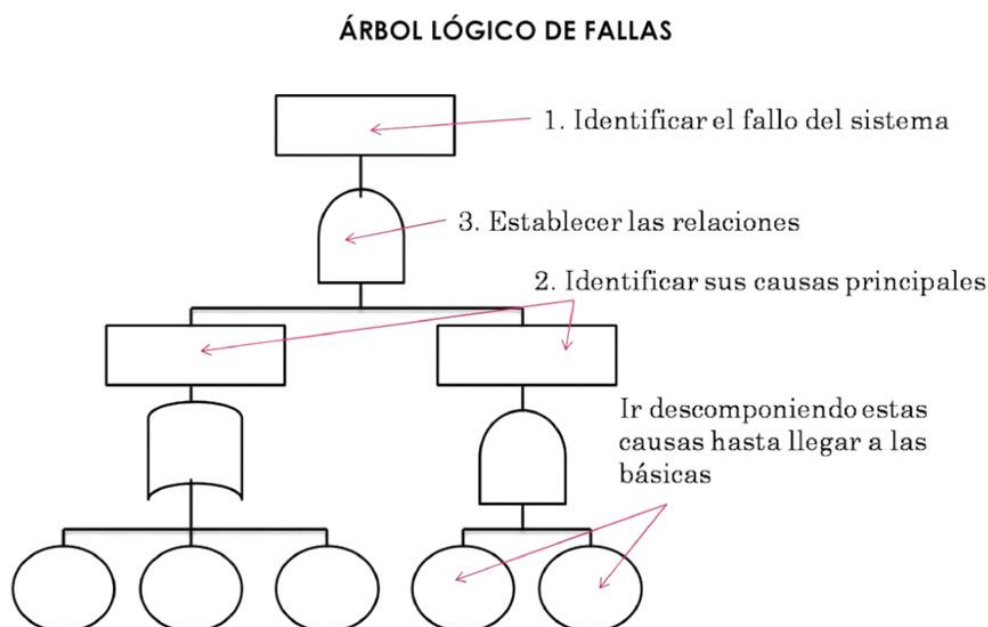 ÁRBOL LÓGICO DE FALLAS
1. Identificar el fallo del sistema
3. Establecer las relaciones
2. Identificar sus causas principales
Ir descomponiendo estas
causas hasta llegar a las
básicas